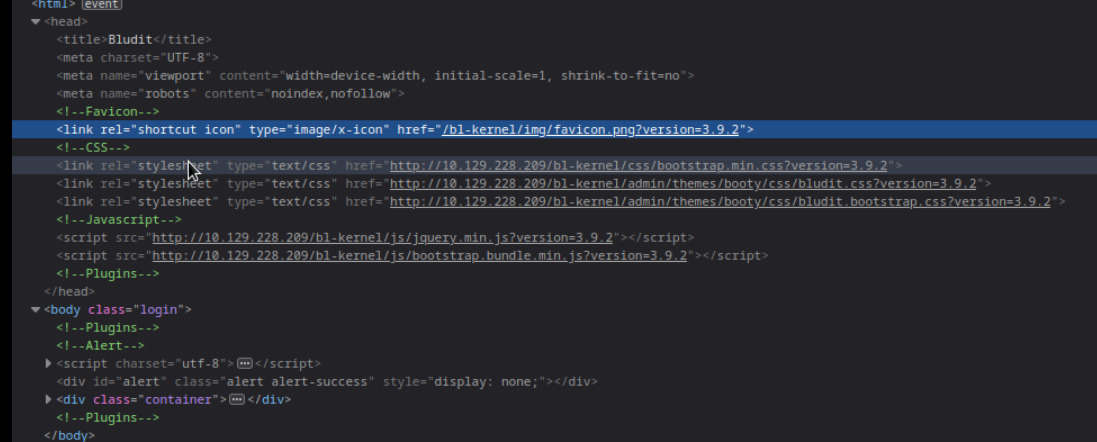 <html> event
<head>
<title>Bludit</title>
<meta charset="UTF-8">
<meta name="viewport" content="width=device-width, initial-scale=1, shrink-to-fit=no">
<meta name="robots" content="noindex,nofollow">
<!--Favicon-->
<link rel="shortcut icon" type="image/x-icon" href="/bl-kernel/img/favicon.png?version=3.9.2">
<!--CSS-->
<link rel="stylesheet" type="text/css" href="http://10.129.228.209/bl-kernel/css/bootstrap.min.css?version=3.9.2">
<link rel="stylesheet" type="text/css" href="http://10.129.228.209/bl-kernel/admin/themes/booty/css/bludit.css?version=3.9.2">
<link rel="stylesheet" type="text/css" href="http://10.129.228.209/bl-kernel/admin/themes/booty/css/bludit.bootstrap.css?version=3.9.2">
<!--Javascript-->
<script src="http://10.129.228.209/bl-kernel/js/jquery.min.js?version=3.9.2"></script>
<script src="http://10.129.228.209/bl-kernel/js/bootstrap.bundle.min.js?version=3.9.2"></script>
<!--Plugins-->
</head>
<body class="login">
<!--Plugins-->
<!--Alert-->
<script charset="utf-8">…</script>
<div id="alert" class="alert alert-success" style="display: none;"></div>
<div class="container">…</div>
<!--Plugins-->
</body>